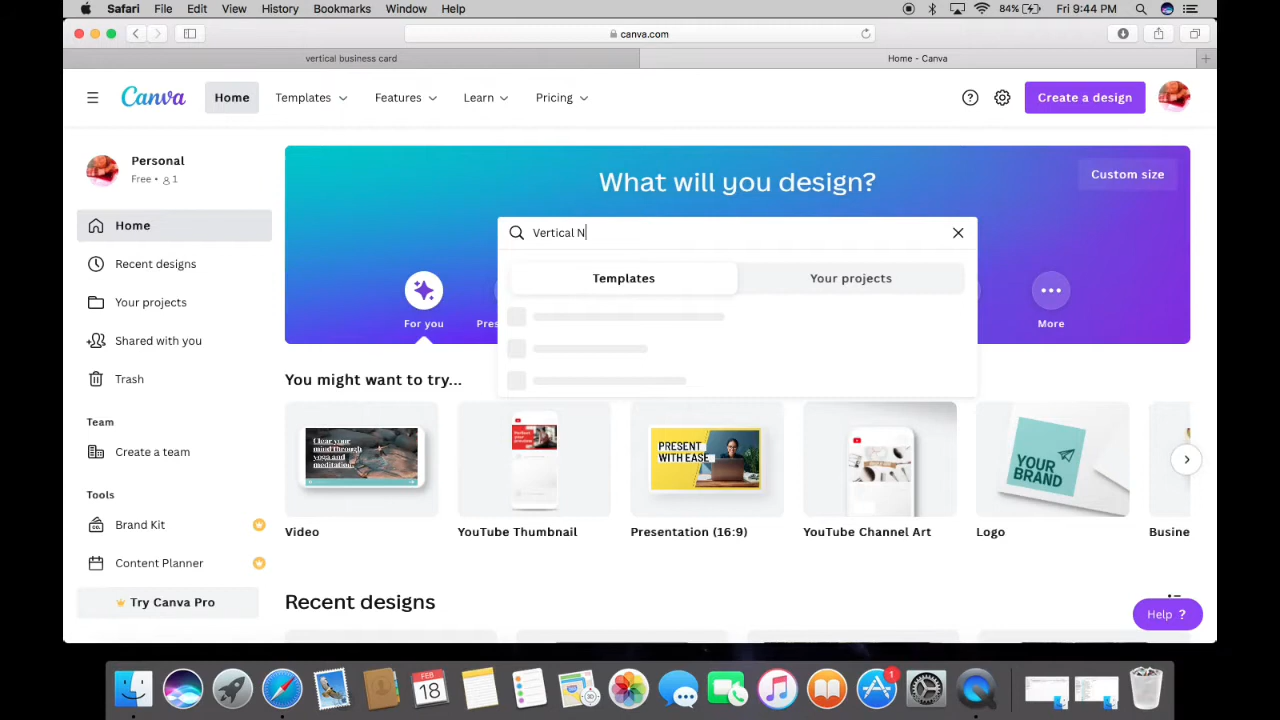 Safari File Edit View History Bookmarks Window Help 84% Fri 9:44 PM
canva.com
vertical business card Home - Canva
Canva Home Templates Features Learn Pricing Create a design
Personal
Free • 1
Home
Recent designs
Your projects
Shared with you
Trash
Team
Create a team
Tools
Brand Kit
Content Planner
Try Canva Pro
What will you design?
Custom size
Vertical N
Templates Your projects
For you Pres More
You might want to try...
Clear your
mind through
yoga and
meditation.
PRESENT
WITH EASE
YOUR
BRAND
Video YouTube Thumbnail Presentation (16:9) YouTube Channel Art Logo Busine
Recent designs
Help ?
FEB
18
1